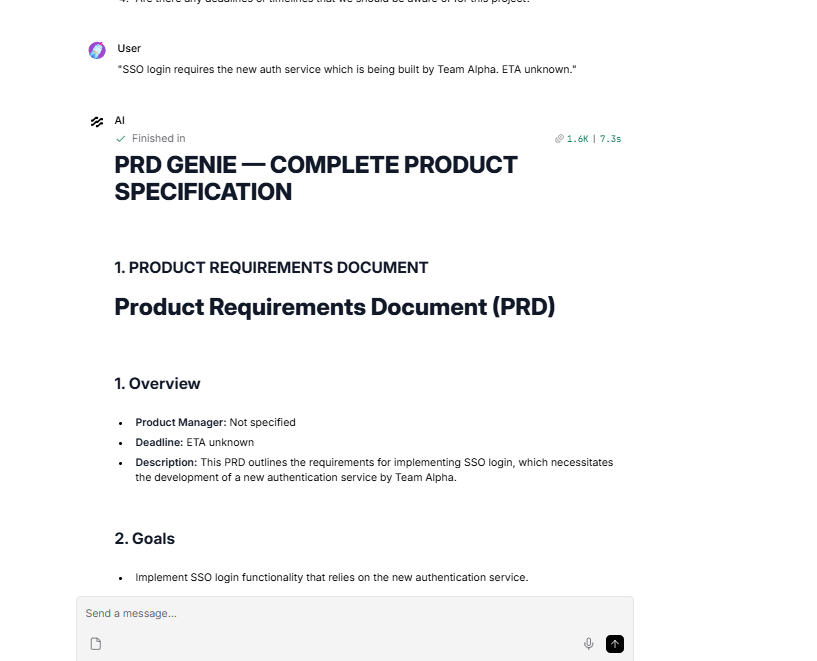 4. Are there any deadlines or timelines that we should be aware of for this project?
User
"SSO login requires the new auth service which is being built by Team Alpha. ETA unknown."
AI
Finished in
1.6K | 7.3s
PRD GENIE — COMPLETE PRODUCT
SPECIFICATION
1. PRODUCT REQUIREMENTS DOCUMENT
Product Requirements Document (PRD)
1. Overview
• Product Manager: Not specified
• Deadline: ETA unknown
• Description: This PRD outlines the requirements for implementing SSO login, which necessitates
the development of a new authentication service by Team Alpha.
2. Goals
• Implement SSO login functionality that relies on the new authentication service.
Send a message...